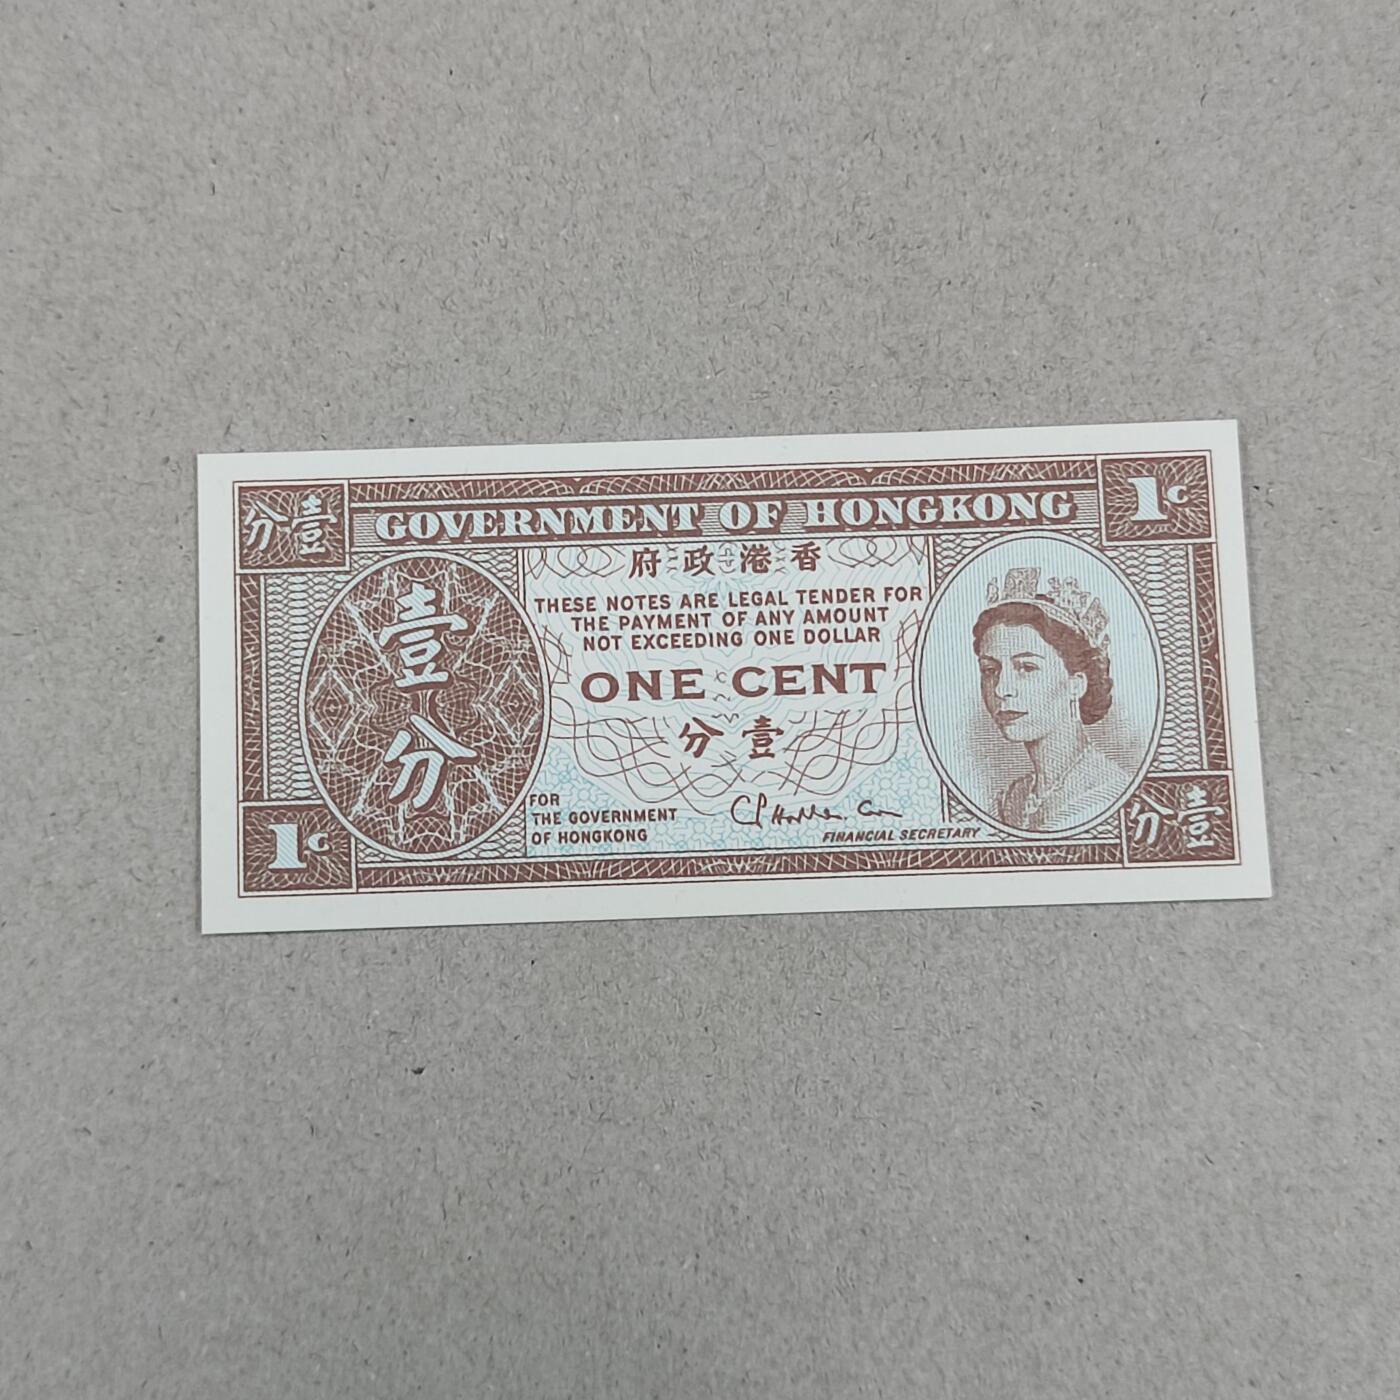 分壹
GOVERNMENT OF HONGKONG
1c
府政港香
THESE NOTES ARE LEGAL TENDER FOR
THE PAYMENT OF ANY AMOUNT
NOT EXCEEDING ONE DOLLAR
ONE CENT
分壹
壹
分
FOR
THE GOVERNMENT
OF HONGKONG
FINANCIAL SECRETARY
1c
分壹